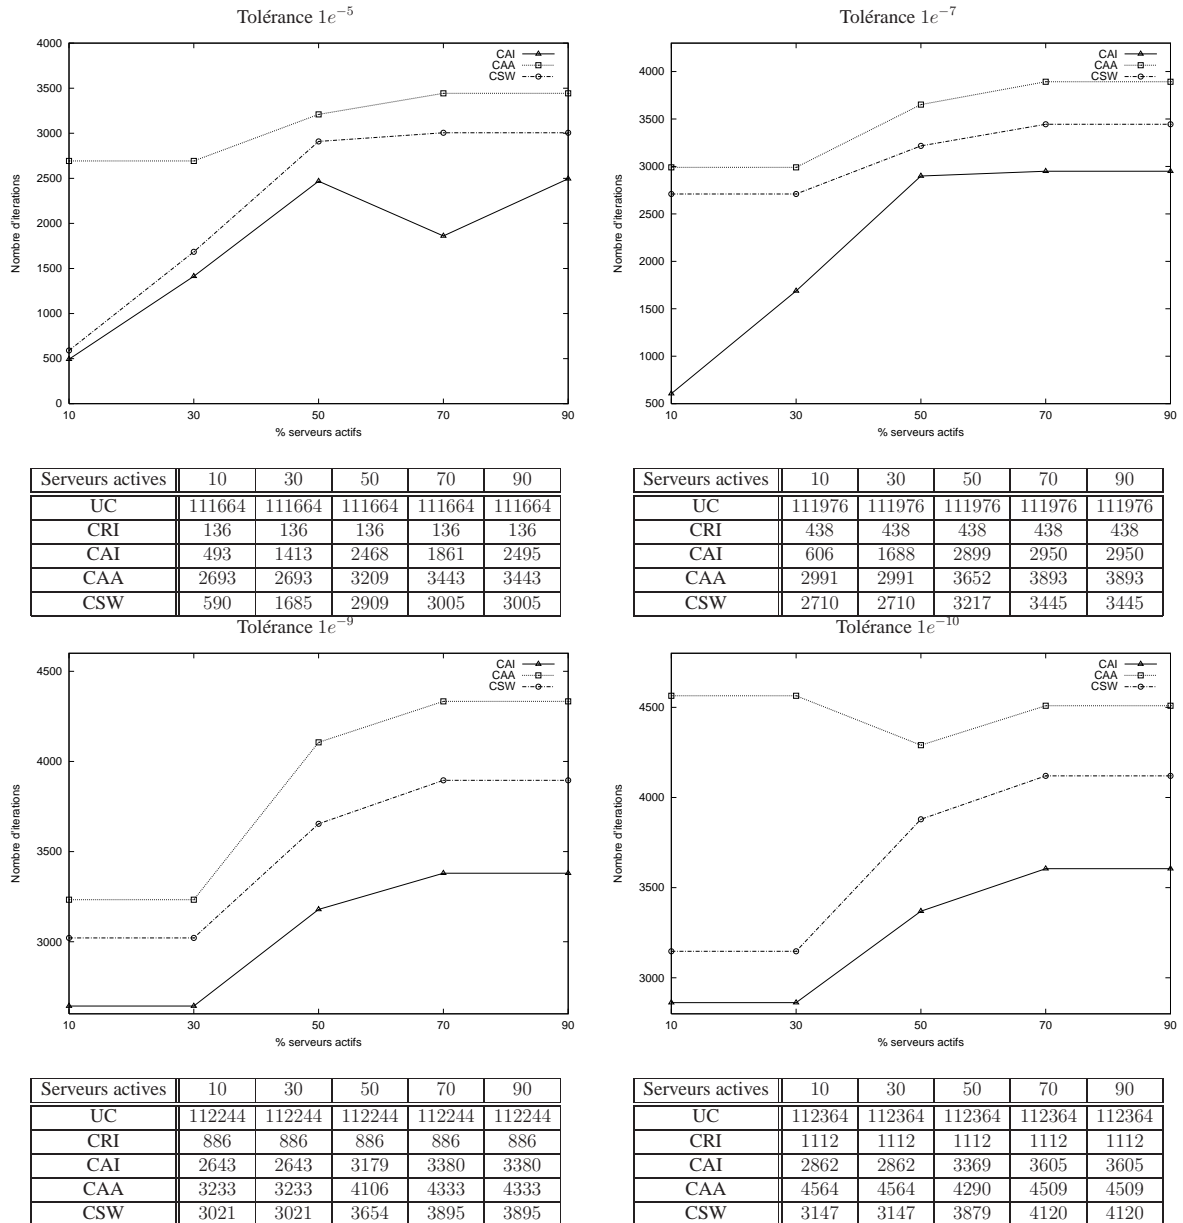 Tolérance 1e⁻⁵
4000
3500
3000
2500
2000
1500
1000
500
0
10 30 50 70 90
Nombre d'iterations
% serveurs actifs
CAI
CAA
CSW
Serveurs actives 10 30 50 70 90
UC 111664 111664 111664 111664 111664
CRI 136 136 136 136 136
CAI 493 1413 2468 1861 2495
CAA 2693 2693 3209 3443 3443
CSW 590 1685 2909 3005 3005
Tolérance 1e⁻⁷
4000
3500
3000
2500
2000
1500
1000
500
10 30 50 70 90
Nombre d'iterations
% serveurs actifs
CAI
CAA
CSW
Serveurs actives 10 30 50 70 90
UC 111976 111976 111976 111976 111976
CRI 438 438 438 438 438
CAI 606 1688 2899 2950 2950
CAA 2991 2991 3652 3893 3893
CSW 2710 2710 3217 3445 3445
Tolérance 1e⁻⁹
4500
4000
3500
3000
10 30 50 70 90
Nombre d'iterations
% serveurs actifs
CAI
CAA
CSW
Serveurs actives 10 30 50 70 90
UC 112244 112244 112244 112244 112244
CRI 886 886 886 886 886
CAI 2643 2643 3179 3380 3380
CAA 3233 3233 4106 4333 4333
CSW 3021 3021 3654 3895 3895
Tolérance 1e⁻¹⁰
4500
4000
3500
3000
10 30 50 70 90
Nombre d'iterations
% serveurs actifs
CAI
CAA
CSW
Serveurs actives 10 30 50 70 90
UC 112364 112364 112364 112364 112364
CRI 1112 1112 1112 1112 1112
CAI 2862 2862 3369 3605 3605
CAA 4564 4564 4290 4509 4509
CSW 3147 3147 3879 4120 4120